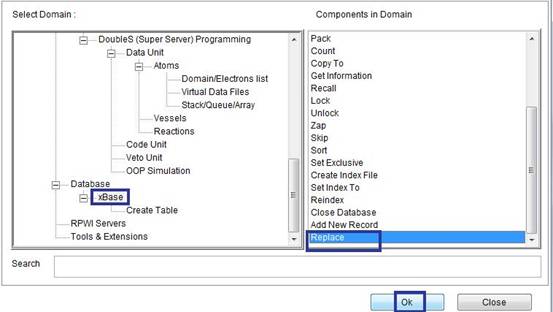 Select Domain :
DoubleS (Super Server) Programming
Data Unit
Atoms
Domain/Electrons list
Virtual Data Files
Stack/Queue/Array
Vessels
Reactions
Code Unit
Veto Unit
OOP Simulation
Database
xBase
Create Table
RPWI Servers
Tools & Extensions
Components in Domain
Pack
Count
Copy To
Get Information
Recall
Lock
Unlock
Zap
Skip
Sort
Set Exclusive
Create Index File
Set Index To
Reindex
Close Database
Add New Record
Replace
Search
Ok
Close